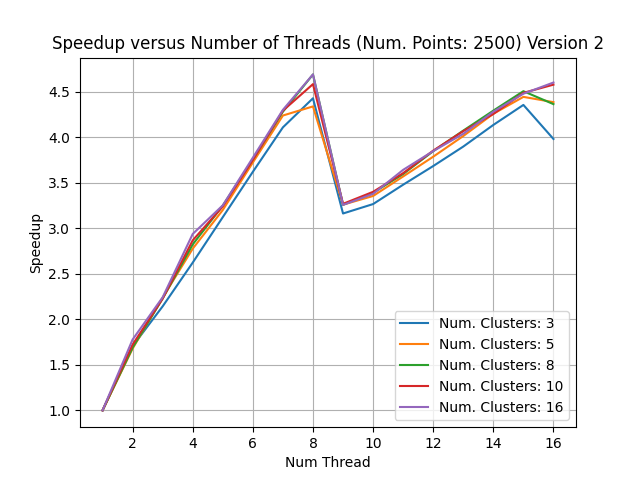 Speedup versus Number of Threads (Num. Points: 2500) Version 2
Speedup
4.5
4.0
3.5
3.0
2.5
2.0
1.5
1.0
Num. Clusters: 3
Num. Clusters: 5
Num. Clusters: 8
Num. Clusters: 10
Num. Clusters: 16
2 4 6 8 10 12 14 16
Num Thread